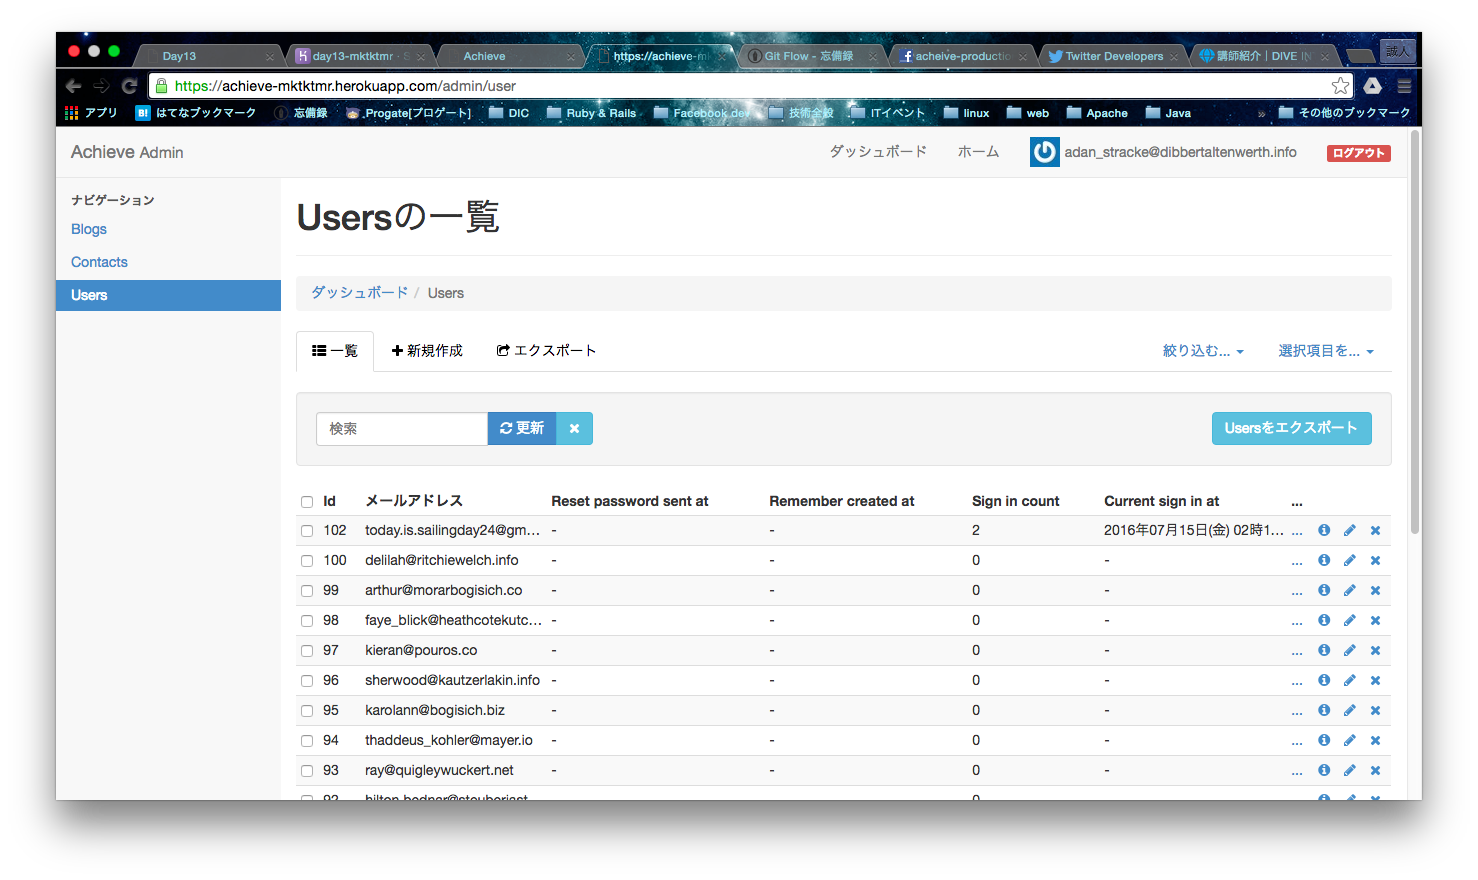 Day13
day13-mktktmr - S
Achieve
https://achieve-mk
Git Flow - 忘備録
acheive-productic
Twitter Developers
講師紹介 | DIVE IN
誠人
https://achieve-mktktmr.herokuapp.com/admin/user
アプリ
B! はてなブックマーク
忘備録
Progate[プロゲート]
DIC
Ruby & Rails
Facebook de
技術全般
ITイベント
linux
web
Apache
Java
»
その他のブックマーク
Achieve Admin
ダッシュボード
ホーム
adan_stracke@dibbertaltenwerth.info
ログアウト
ナビゲーション
Blogs
Contacts
Users
Usersの一覧
ダッシュボード / Users
一覧
新規作成
エクスポート
絞り込む...
選択項目を...
検索
更新
Usersをエクスポート
Id メールアドレス Reset password sent at Remember created at Sign in count Current sign in at ...
102 today.is.sailingday24@gm... - - 2 2016年07月15日(金) 02時1... ...
100 delilah@ritchiewelch.info - - 0 - ...
99 arthur@morarbogisich.co - - 0 - ...
98 faye_blick@heathcotekutc... - - 0 - ...
97 kieran@pouros.co - - 0 - ...
96 sherwood@kautzerlakin.info - - 0 - ...
95 karolann@bogisich.biz - - 0 - ...
94 thaddeus_kohler@mayer.io - - 0 - ...
93 ray@quigleywuckert.net - - 0 - ...